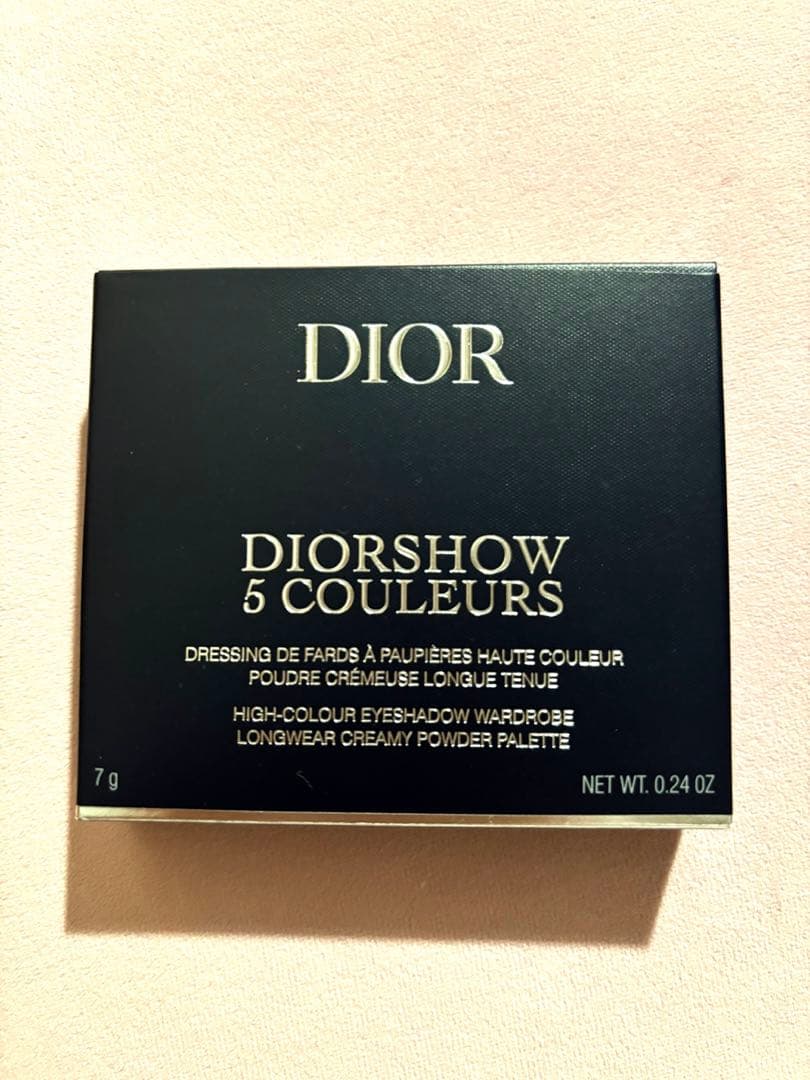 DIOR
DIORSHOW
5 COULEURS
DRESSING DE FARDS À PAUPIÈRES HAUTE COULEUR
POUDRE CRÉMEUSE LONGUE TENUE
HIGH-COLOUR EYESHADOW WARDROBE
LONGWEAR CREAMY POWDER PALETTE
7 g
NET WT. 0.24 OZ